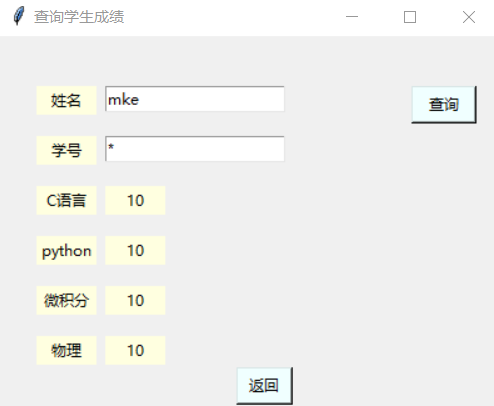 查询学生成绩
姓名 mke 查询
学号 *
C语言 10
python 10
微积分 10
物理 10
返回